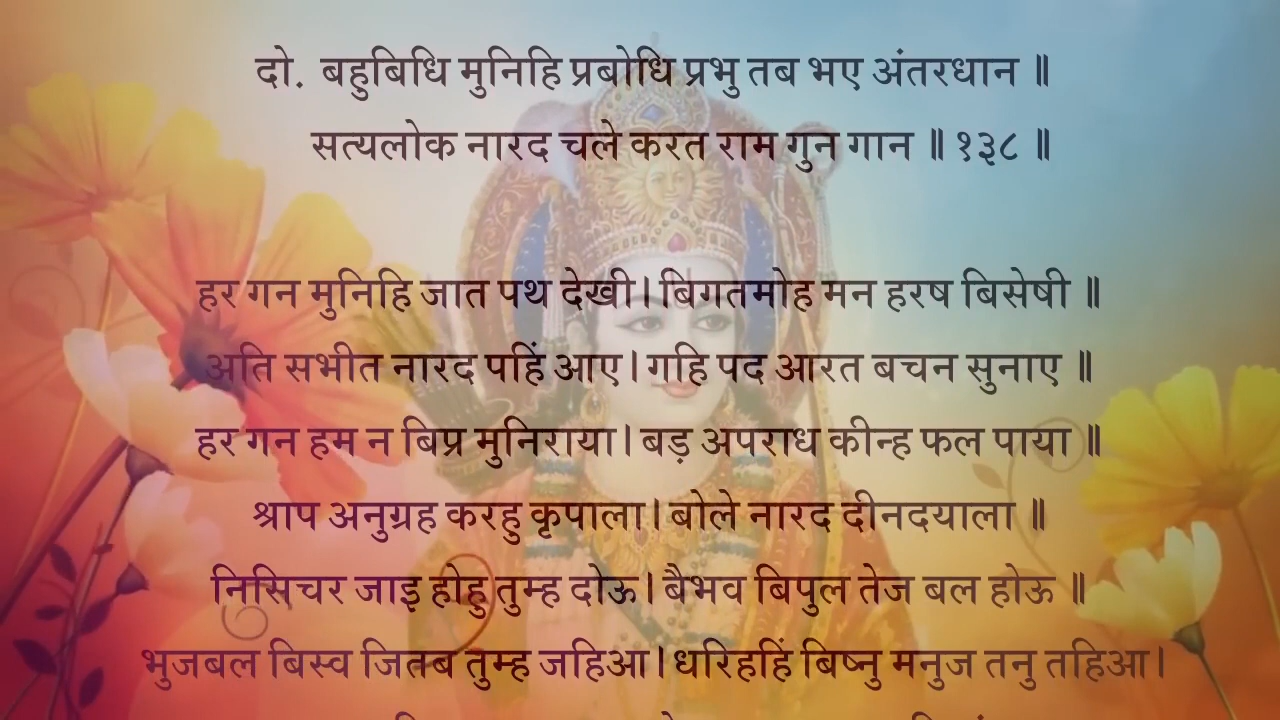 दो. बहुबिधि मुनिहि प्रबोधि प्रभु तब भए अंतरधान ॥
सत्यलोक नारद चले करत राम गुन गान ॥ १३८ ॥
हर गन मुनिहि जात पथ देखी। बिगतमोह मन हरष बिसेषी ॥
अति सभीत नारद पहिं आए। गहि पद आरत बचन सुनाए ॥
हर गन हम न बिप्र मुनिराया। बड़ अपराध कीन्ह फल पाया ॥
श्राप अनुग्रह करहु कृपाला। बोले नारद दीनदयाला ॥
निसिचर जाइ होहु तुम्ह दोऊ। बैभव बिपुल तेज बल होऊ ॥
भुजबल बिस्व जितब तुम्ह जहिआ। धरिहहिं बिष्नु मनुज तनु तहिआ।